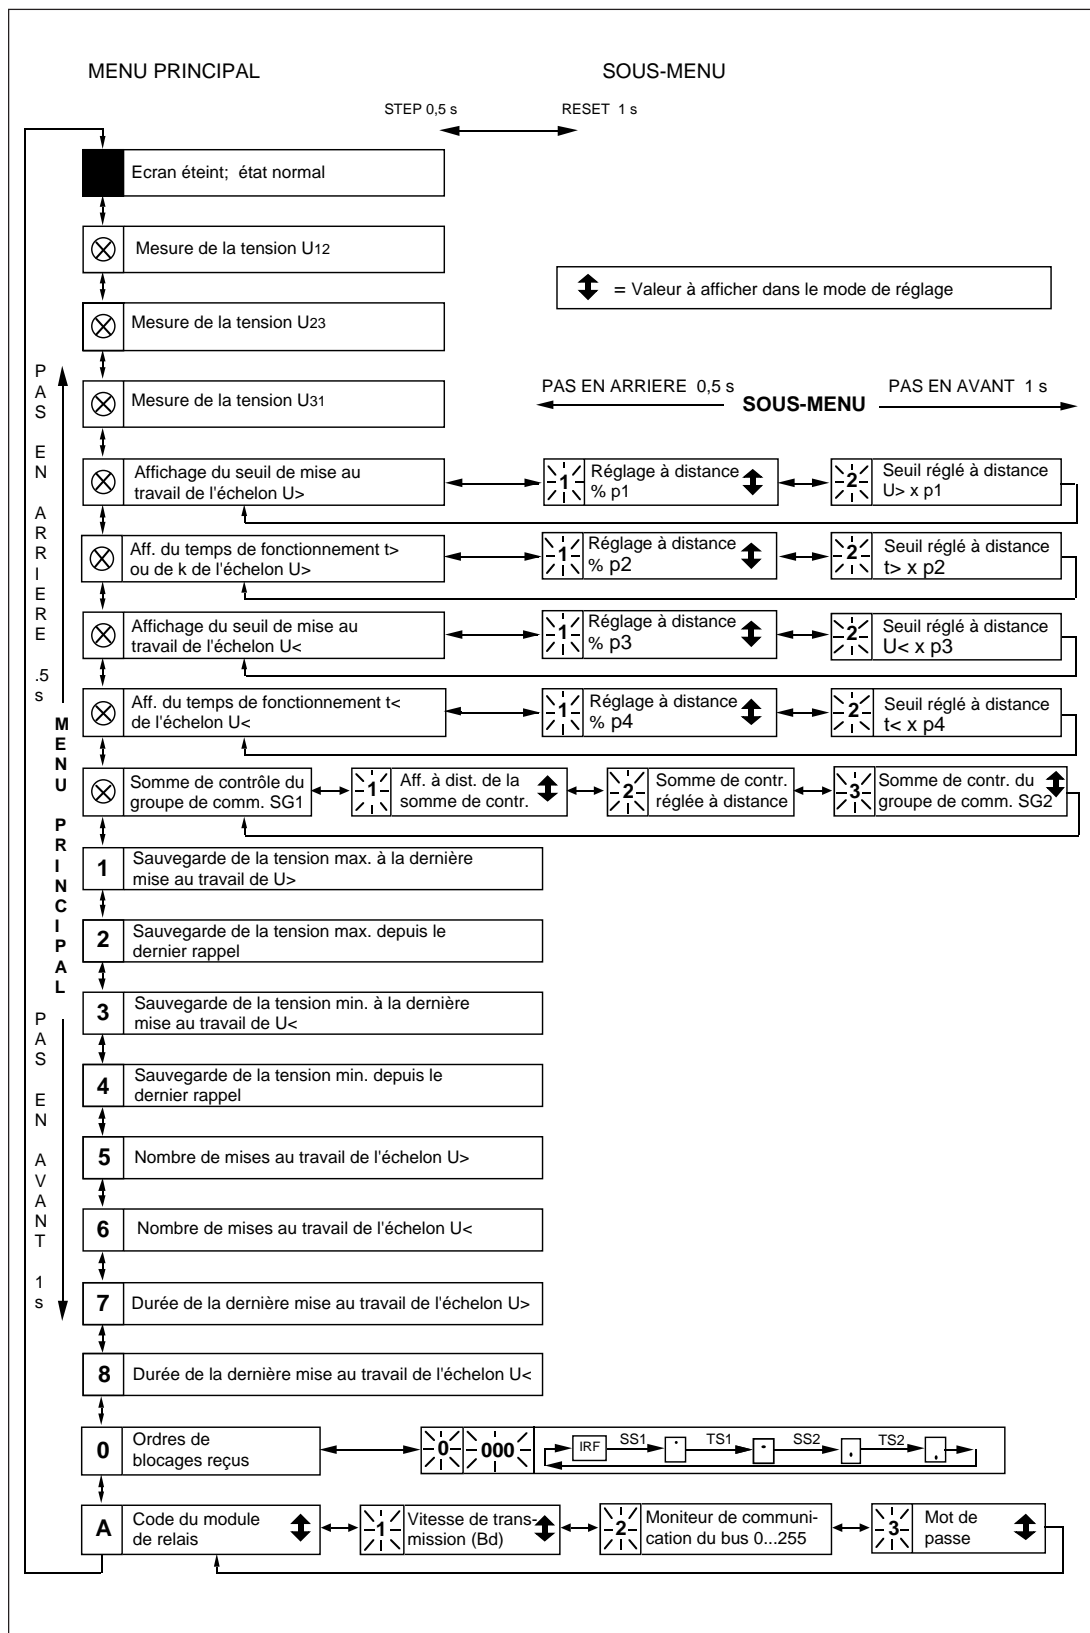 MENU PRINCIPAL
SOUS-MENU
STEP 0,5 s
RESET 1 s
Ecran éteint; état normal
Mesure de la tension U12
= Valeur à afficher dans le mode de réglage
Mesure de la tension U23
PAS EN ARRIERE .5 s
MENU PRINCIPAL
PAS EN AVANT 1 s
Mesure de la tension U31
PAS EN ARRIERE 0,5 s
SOUS-MENU
PAS EN AVANT 1 s
Affichage du seuil de mise au
travail de l'échelon U>
1
Réglage à distance
% p1
2
Seuil réglé à distance
U> x p1
Aff. du temps de fonctionnement t>
ou de k de l'échelon U>
1
Réglage à distance
% p2
2
Seuil réglé à distance
t> x p2
Affichage du seuil de mise au
travail de l'échelon U<
1
Réglage à distance
% p3
2
Seuil réglé à distance
U< x p3
Aff. du temps de fonctionnement t<
de l'échelon U<
1
Réglage à distance
% p4
2
Seuil réglé à distance
t< x p4
Somme de contrôle du
groupe de comm. SG1
1
Aff. à dist. de la
somme de contr.
2
Somme de contr.
réglée à distance
3
Somme de contr. du
groupe de comm. SG2
1
Sauvegarde de la tension max. à la dernière
mise au travail de U>
2
Sauvegarde de la tension max. depuis le
dernier rappel
3
Sauvegarde de la tension min. à la dernière
mise au travail de U<
4
Sauvegarde de la tension min. depuis le
dernier rappel
5
Nombre de mises au travail de l'échelon U>
6
Nombre de mises au travail de l'échelon U<
7
Durée de la dernière mise au travail de l'échelon U>
8
Durée de la dernière mise au travail de l'échelon U<
0
Ordres de
blocages reçus
0
000
IRF
SS1
TS1
SS2
TS2
A
Code du module
de relais
1
Vitesse de trans-
mission (Bd)
2
Moniteur de communi-
cation du bus 0...255
3
Mot de
passe